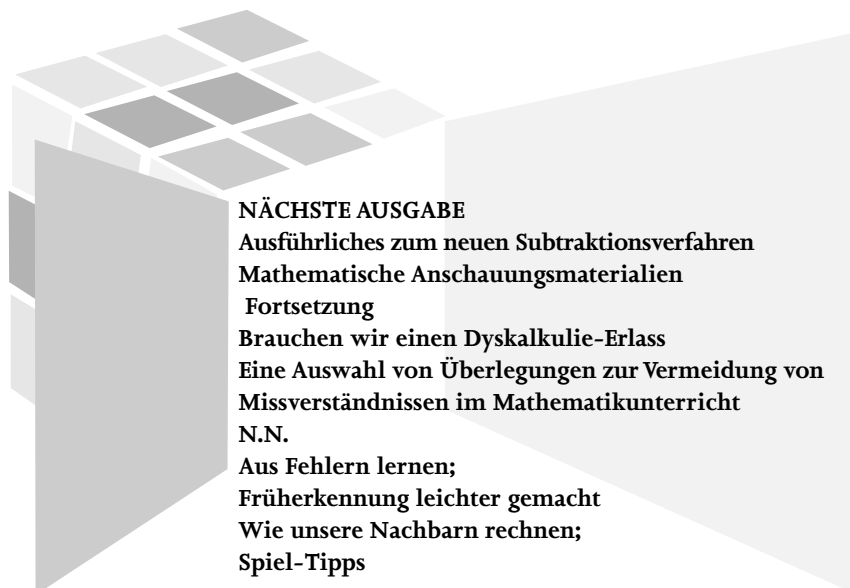 NÄCHSTE AUSGABE
Ausführliches zum neuen Subtraktionsverfahren
Mathematische Anschauungsmaterialien
Fortsetzung
Brauchen wir einen Dyskalkulie-Erlass
Eine Auswahl von Überlegungen zur Vermeidung von
Missverständnissen im Mathematikunterricht
N.N.
Aus Fehlern lernen;
Früherkennung leichter gemacht
Wie unsere Nachbarn rechnen;
Spiel-Tipps